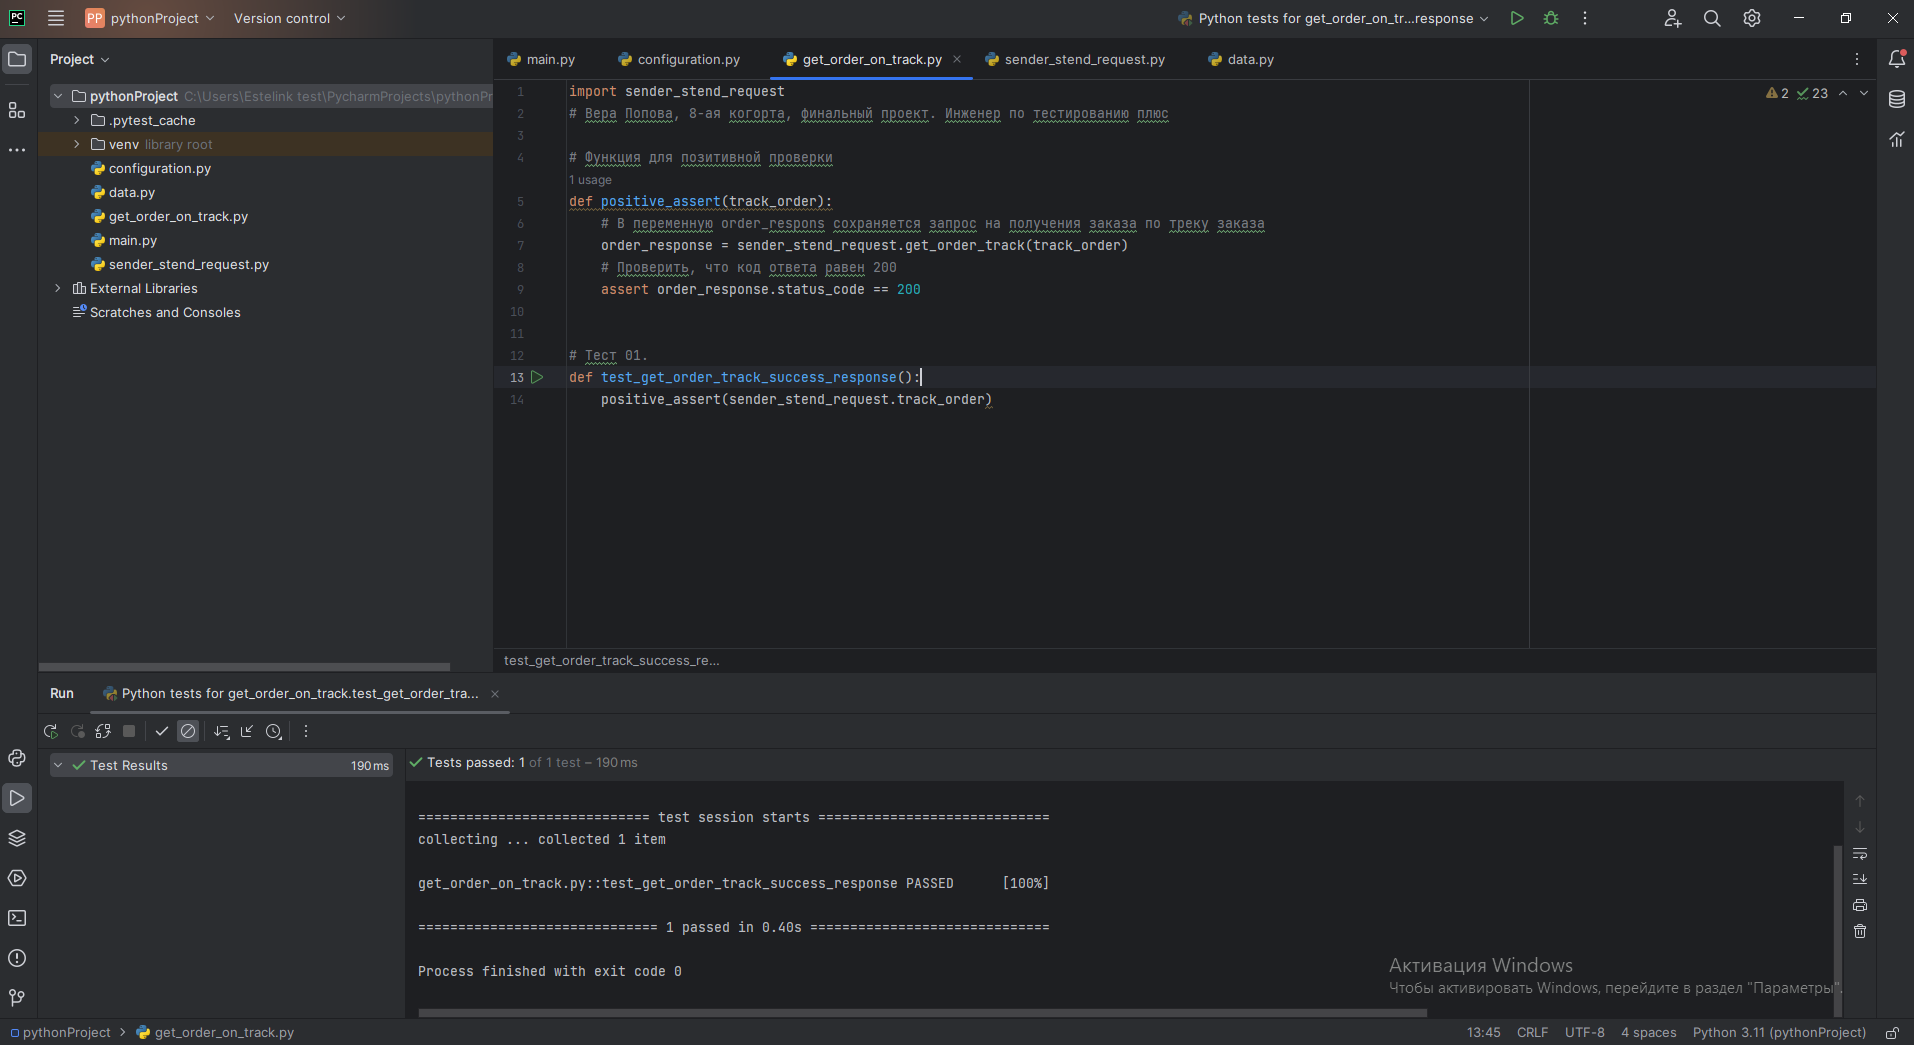 PC
PP pythonProject
Version control
Python tests for get_order_on_tr...response
Project
main.py
configuration.py
get_order_on_track.py
sender_stend_request.py
data.py
pythonProject C:\Users\Estelink test\PycharmProjects\pythonPr
.pytest_cache
venv library root
configuration.py
data.py
get_order_on_track.py
main.py
sender_stend_request.py
External Libraries
Scratches and Consoles
2 23
1 import sender_stend_request
2 # Вера Попова, 8-ая когорта, финальный проект. Инженер по тестированию плюс
3
4 # Функция для позитивной проверки
1 usage
5 def positive_assert(track_order):
6 # В переменную order_respons сохраняется запрос на получения заказа по треку заказа
7 order_response = sender_stend_request.get_order_track(track_order)
8 # Проверить, что код ответа равен 200
9 assert order_response.status_code == 200
10
11
12 # Тест 01.
13 def test_get_order_track_success_response():
14 positive_assert(sender_stend_request.track_order)
test_get_order_track_success_re...
Run
Python tests for get_order_on_track.test_get_order_tra...
Test Results 190 ms
Tests passed: 1 of 1 test – 190 ms
============================= test session starts =============================
collecting ... collected 1 item
get_order_on_track.py::test_get_order_track_success_response PASSED [100%]
============================== 1 passed in 0.40s ==============================
Process finished with exit code 0
Активация Windows
Чтобы активировать Windows, перейдите в раздел "Параметры".
pythonProject > get_order_on_track.py
13:45 CRLF UTF-8 4 spaces Python 3.11 (pythonProject)